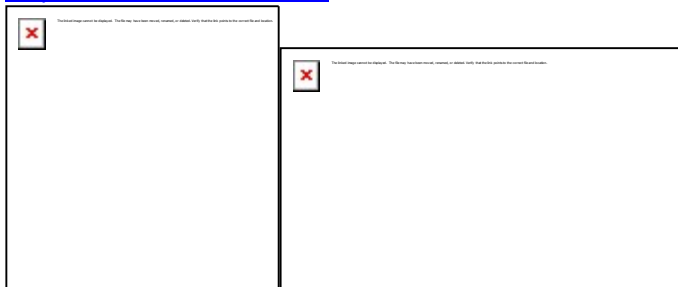 The linked image cannot be displayed. The file may have been moved, renamed, or deleted. Verify that the link points to the correct file and location.
The linked image cannot be displayed. The file may have been moved, renamed, or deleted. Verify that the link points to the correct file and location.